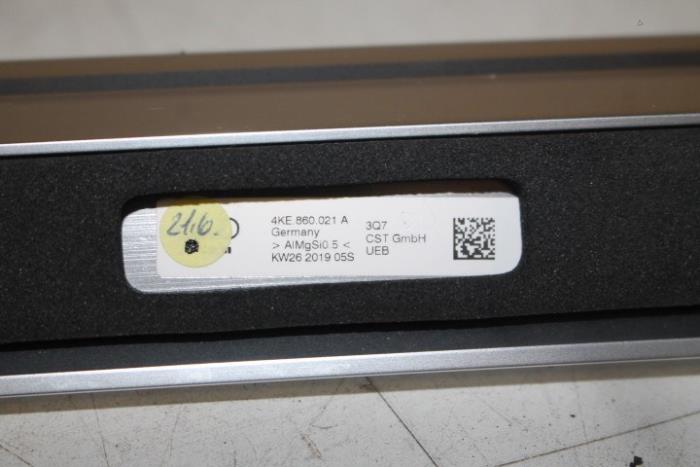 21.6.
4KE 860.021 A
Germany
> AlMgSi0.5 <
KW26 2019 05S
3Q7
CST GmbH
UEB